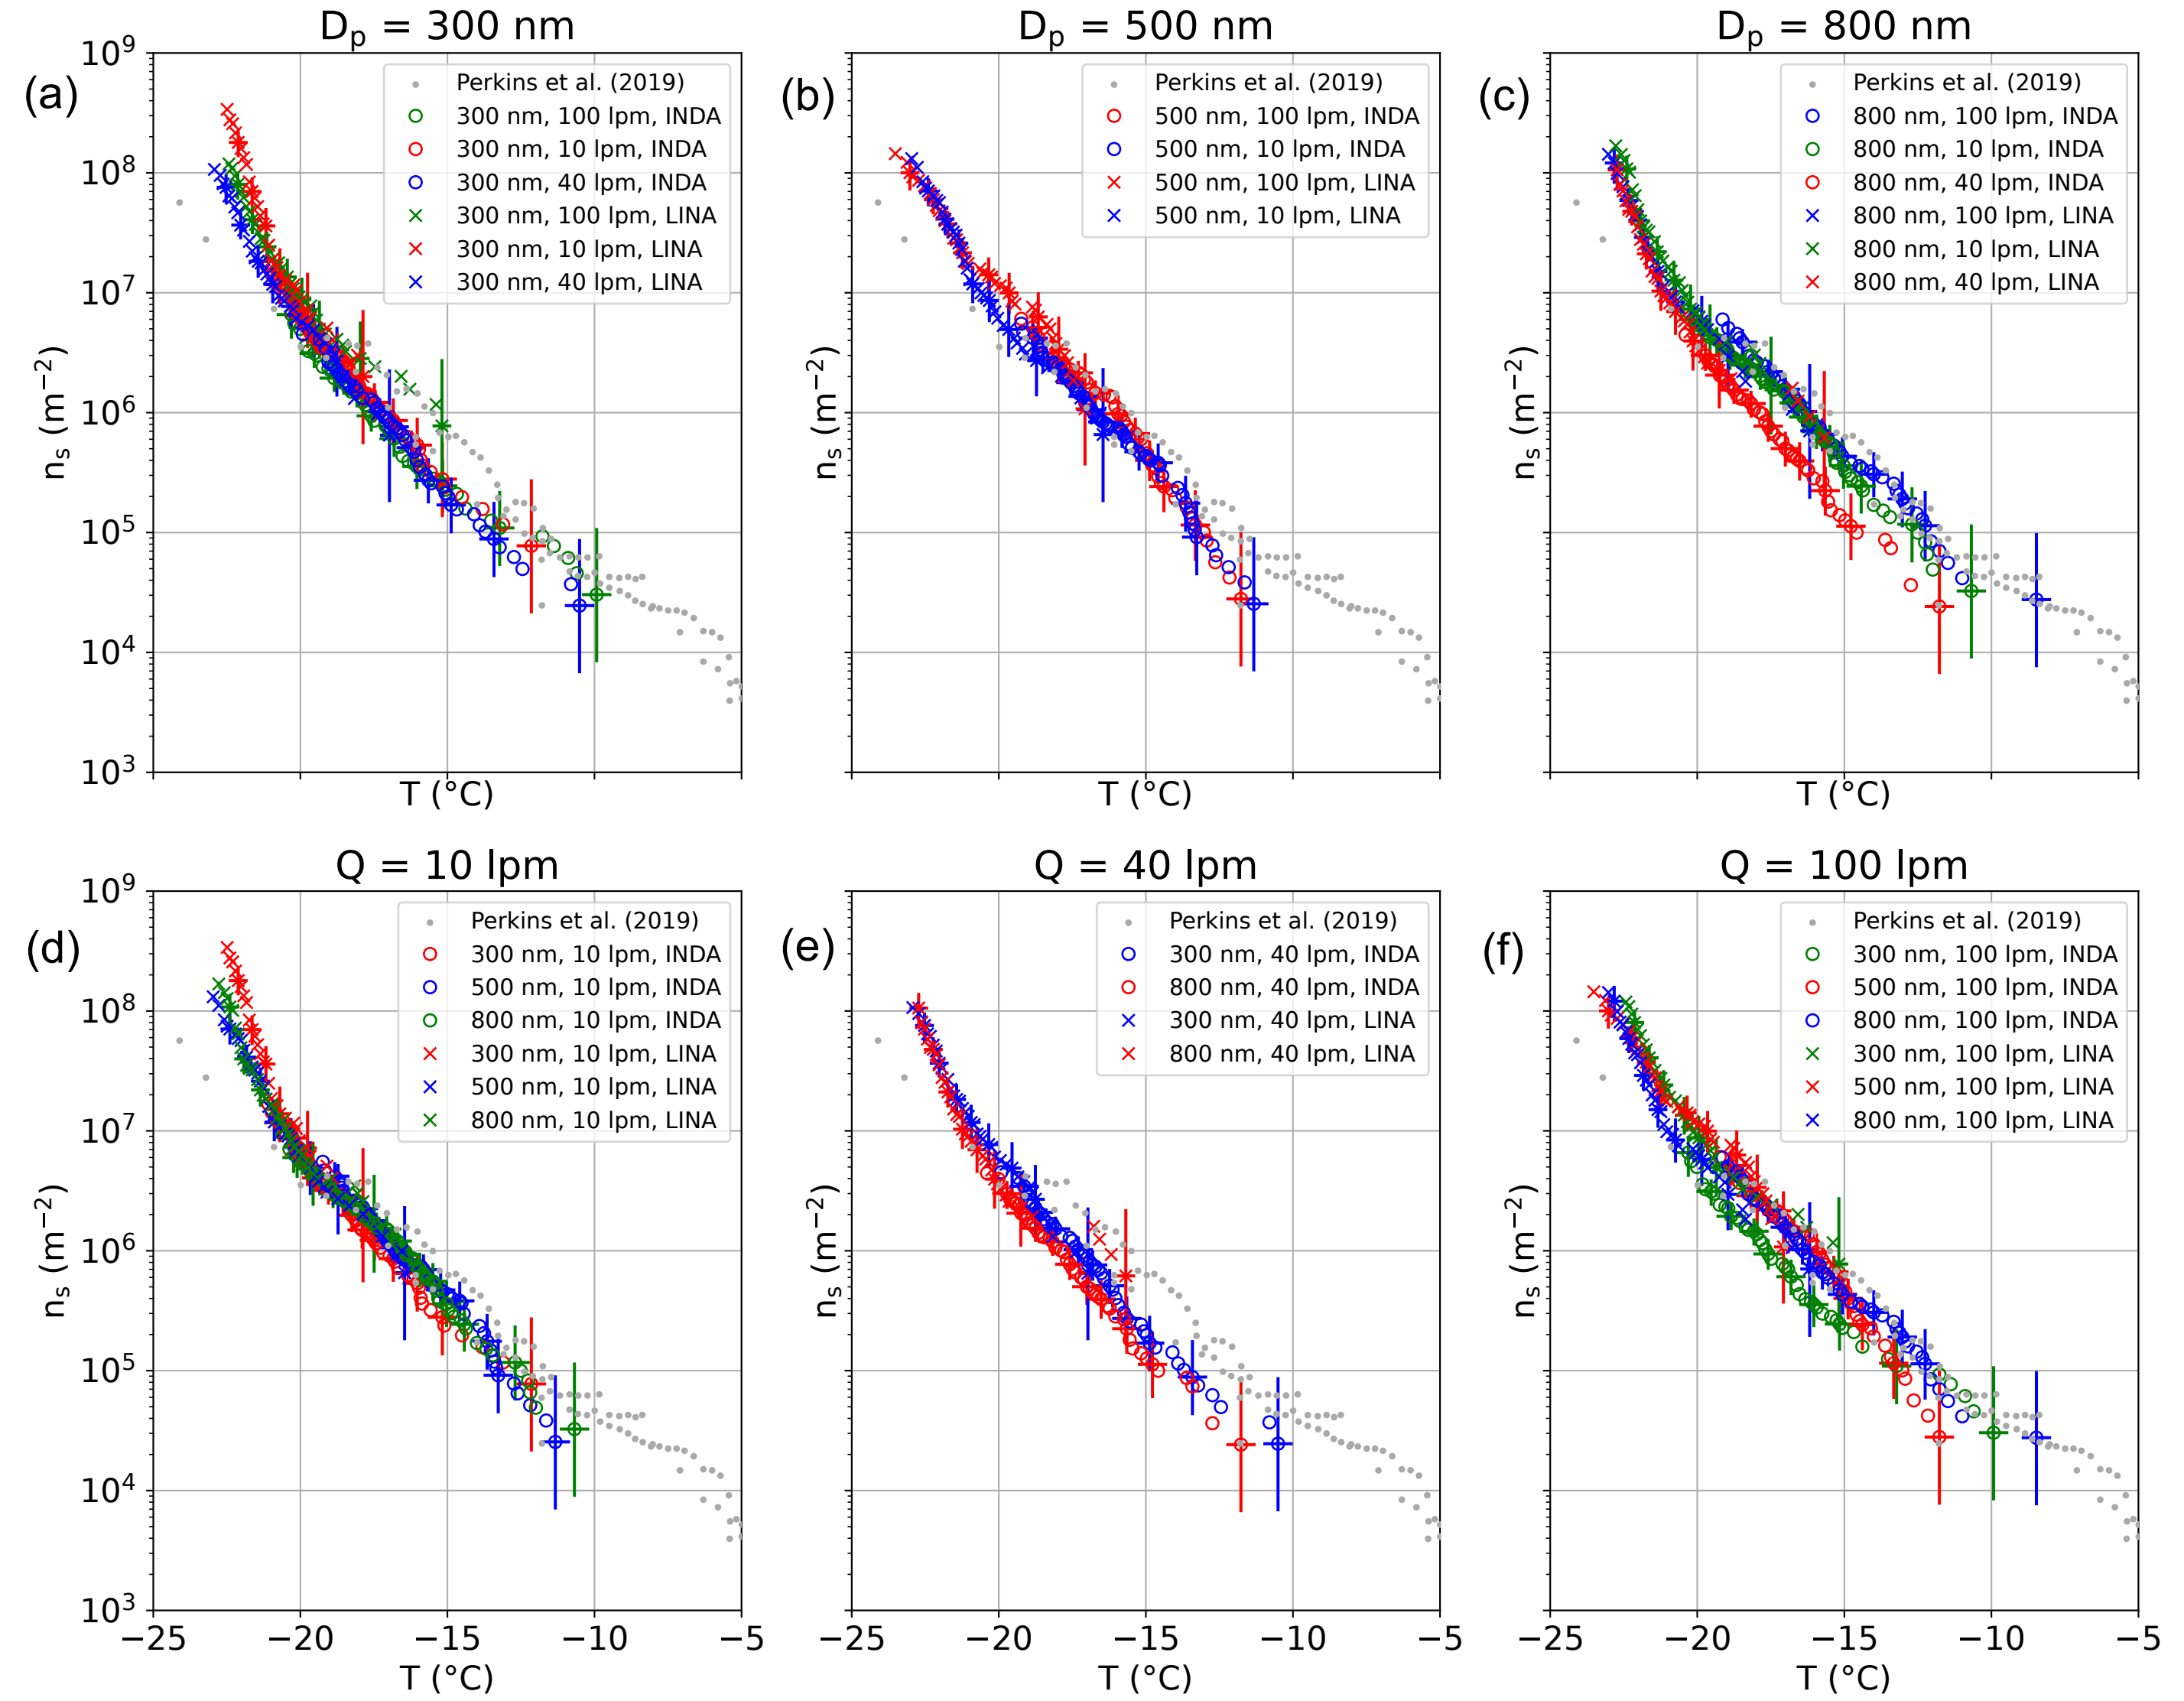 D_p = 300 nm
(a)
10^9
10^8
10^7
10^6
10^5
10^4
10^3
n_s (m^−2)
T (°C)
Perkins et al. (2019)
300 nm, 100 lpm, INDA
300 nm, 10 lpm, INDA
300 nm, 40 lpm, INDA
300 nm, 100 lpm, LINA
300 nm, 10 lpm, LINA
300 nm, 40 lpm, LINA
D_p = 500 nm
(b)
n_s (m^−2)
T (°C)
Perkins et al. (2019)
500 nm, 100 lpm, INDA
500 nm, 10 lpm, INDA
500 nm, 100 lpm, LINA
500 nm, 10 lpm, LINA
D_p = 800 nm
(c)
n_s (m^−2)
T (°C)
Perkins et al. (2019)
800 nm, 100 lpm, INDA
800 nm, 10 lpm, INDA
800 nm, 40 lpm, INDA
800 nm, 100 lpm, LINA
800 nm, 10 lpm, LINA
800 nm, 40 lpm, LINA
Q = 10 lpm
(d)
10^9
10^8
10^7
10^6
10^5
10^4
10^3
n_s (m^−2)
−25 −20 −15 −10 −5
T (°C)
Perkins et al. (2019)
300 nm, 10 lpm, INDA
500 nm, 10 lpm, INDA
800 nm, 10 lpm, INDA
300 nm, 10 lpm, LINA
500 nm, 10 lpm, LINA
800 nm, 10 lpm, LINA
Q = 40 lpm
(e)
n_s (m^−2)
−25 −20 −15 −10 −5
T (°C)
Perkins et al. (2019)
300 nm, 40 lpm, INDA
800 nm, 40 lpm, INDA
300 nm, 40 lpm, LINA
800 nm, 40 lpm, LINA
Q = 100 lpm
(f)
n_s (m^−2)
−25 −20 −15 −10 −5
T (°C)
Perkins et al. (2019)
300 nm, 100 lpm, INDA
500 nm, 100 lpm, INDA
800 nm, 100 lpm, INDA
300 nm, 100 lpm, LINA
500 nm, 100 lpm, LINA
800 nm, 100 lpm, LINA